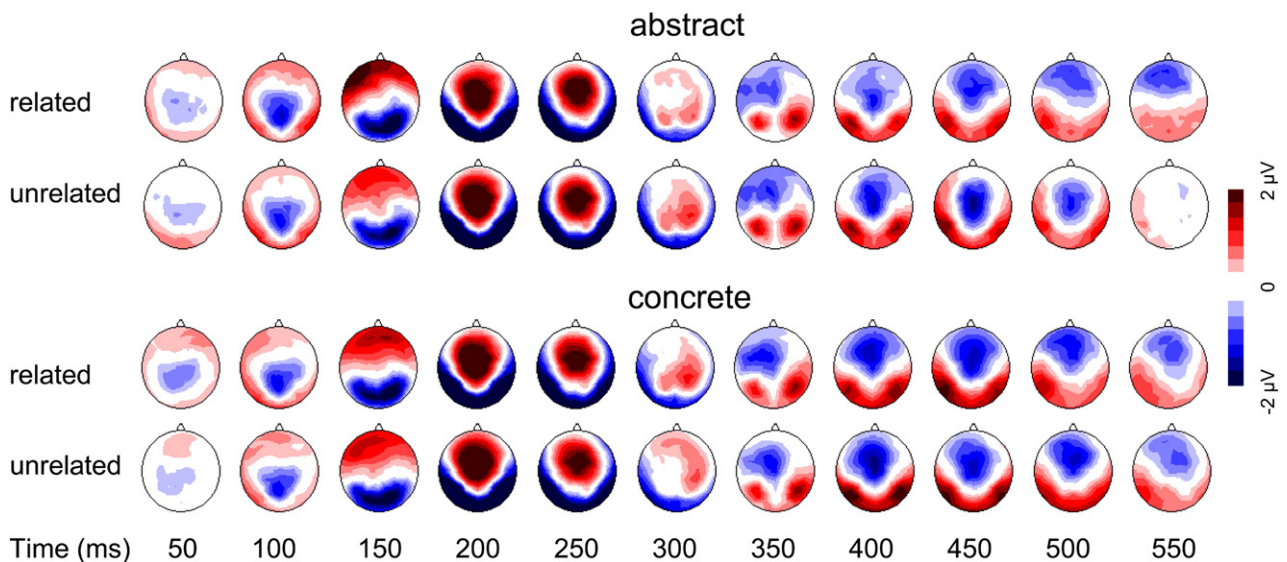 abstract
related
unrelated
concrete
related
unrelated
Time (ms) 50 100 150 200 250 300 350 400 450 500 550
2 µV
0
-2 µV